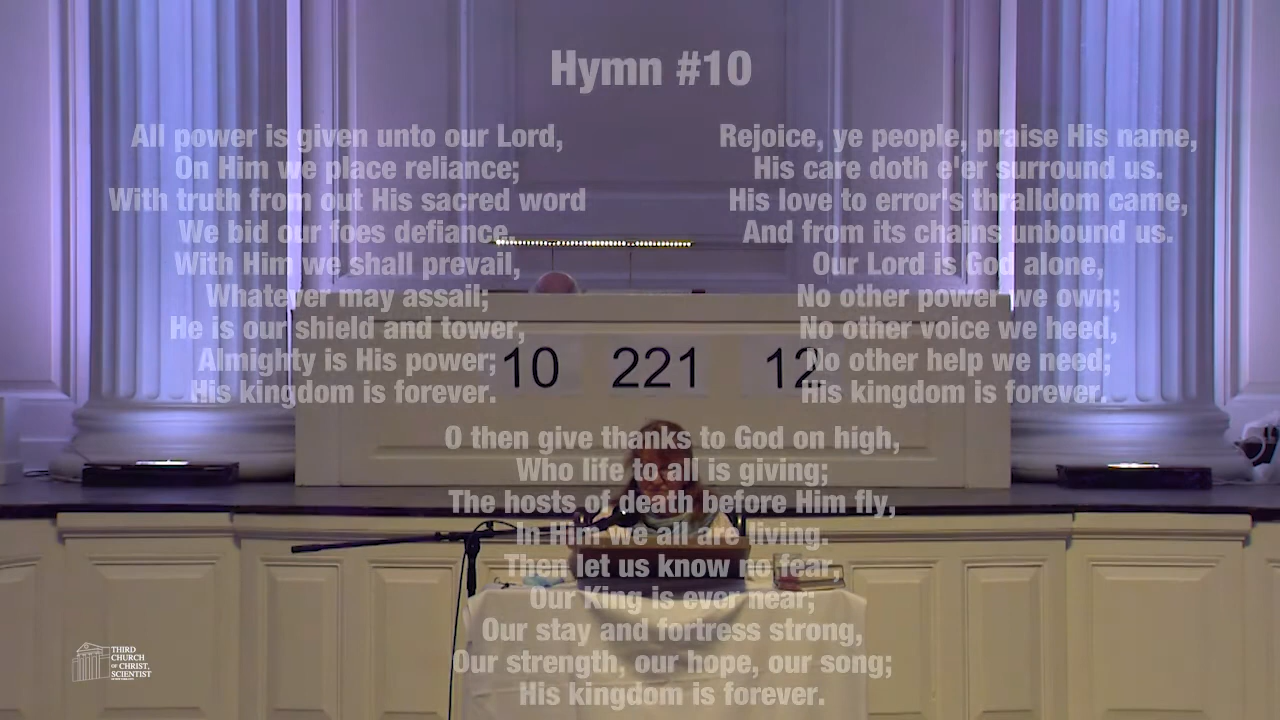 Hymn #10
All power is given unto our Lord,
On Him we place reliance;
With truth from out His sacred word
We bid our foes defiance.
With Him we shall prevail,
Whatever may assail;
He is our shield and tower,
Almighty is His power;
His kingdom is forever.
Rejoice, ye people, praise His name,
His care doth e'er surround us.
His love to error's thralldom came,
And from its chains unbound us.
Our Lord is God alone,
No other power we own;
No other voice we heed,
No other help we need;
His kingdom is forever.
10 221 12
O then give thanks to God on high,
Who life to all is giving;
The hosts of death before Him fly,
In Him we all are living.
Then let us know no fear,
Our King is ever near;
Our stay and fortress strong,
Our strength, our hope, our song;
His kingdom is forever.
THIRD
CHURCH
OF CHRIST,
SCIENTIST